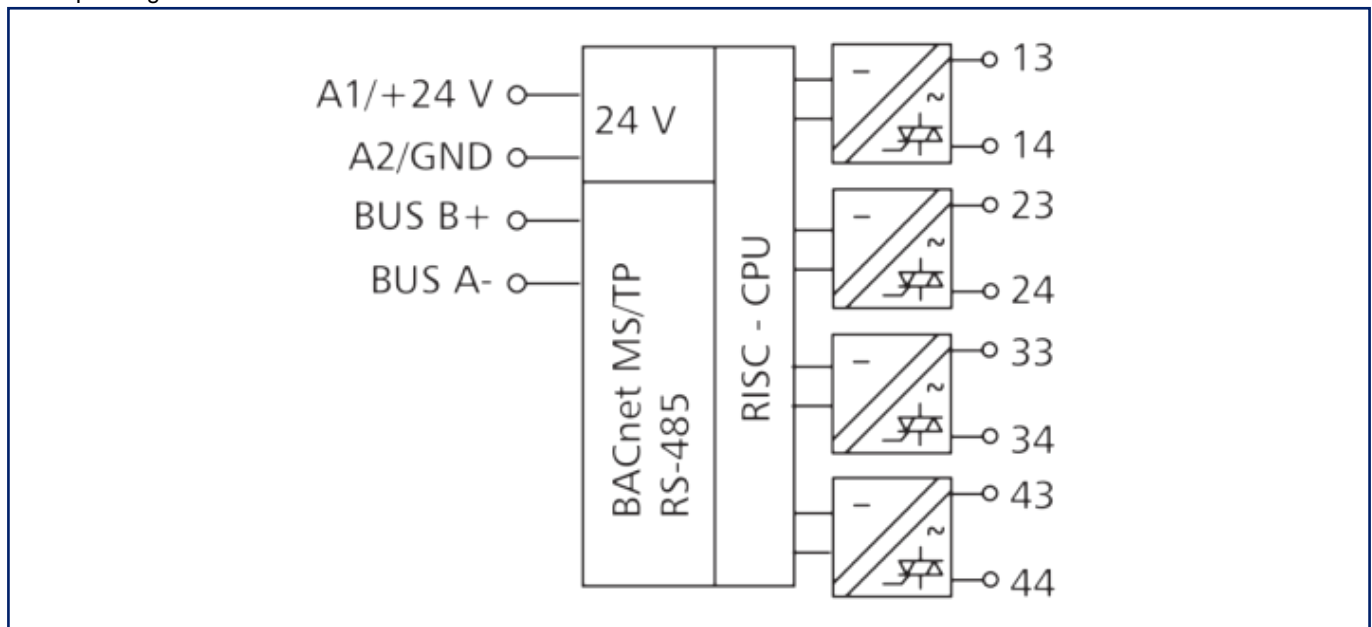 A1/+24 V
A2/GND
BUS B+
BUS A-
24 V
BACnet MS/TP
RS-485
RISC - CPU
13
14
23
24
33
34
43
44